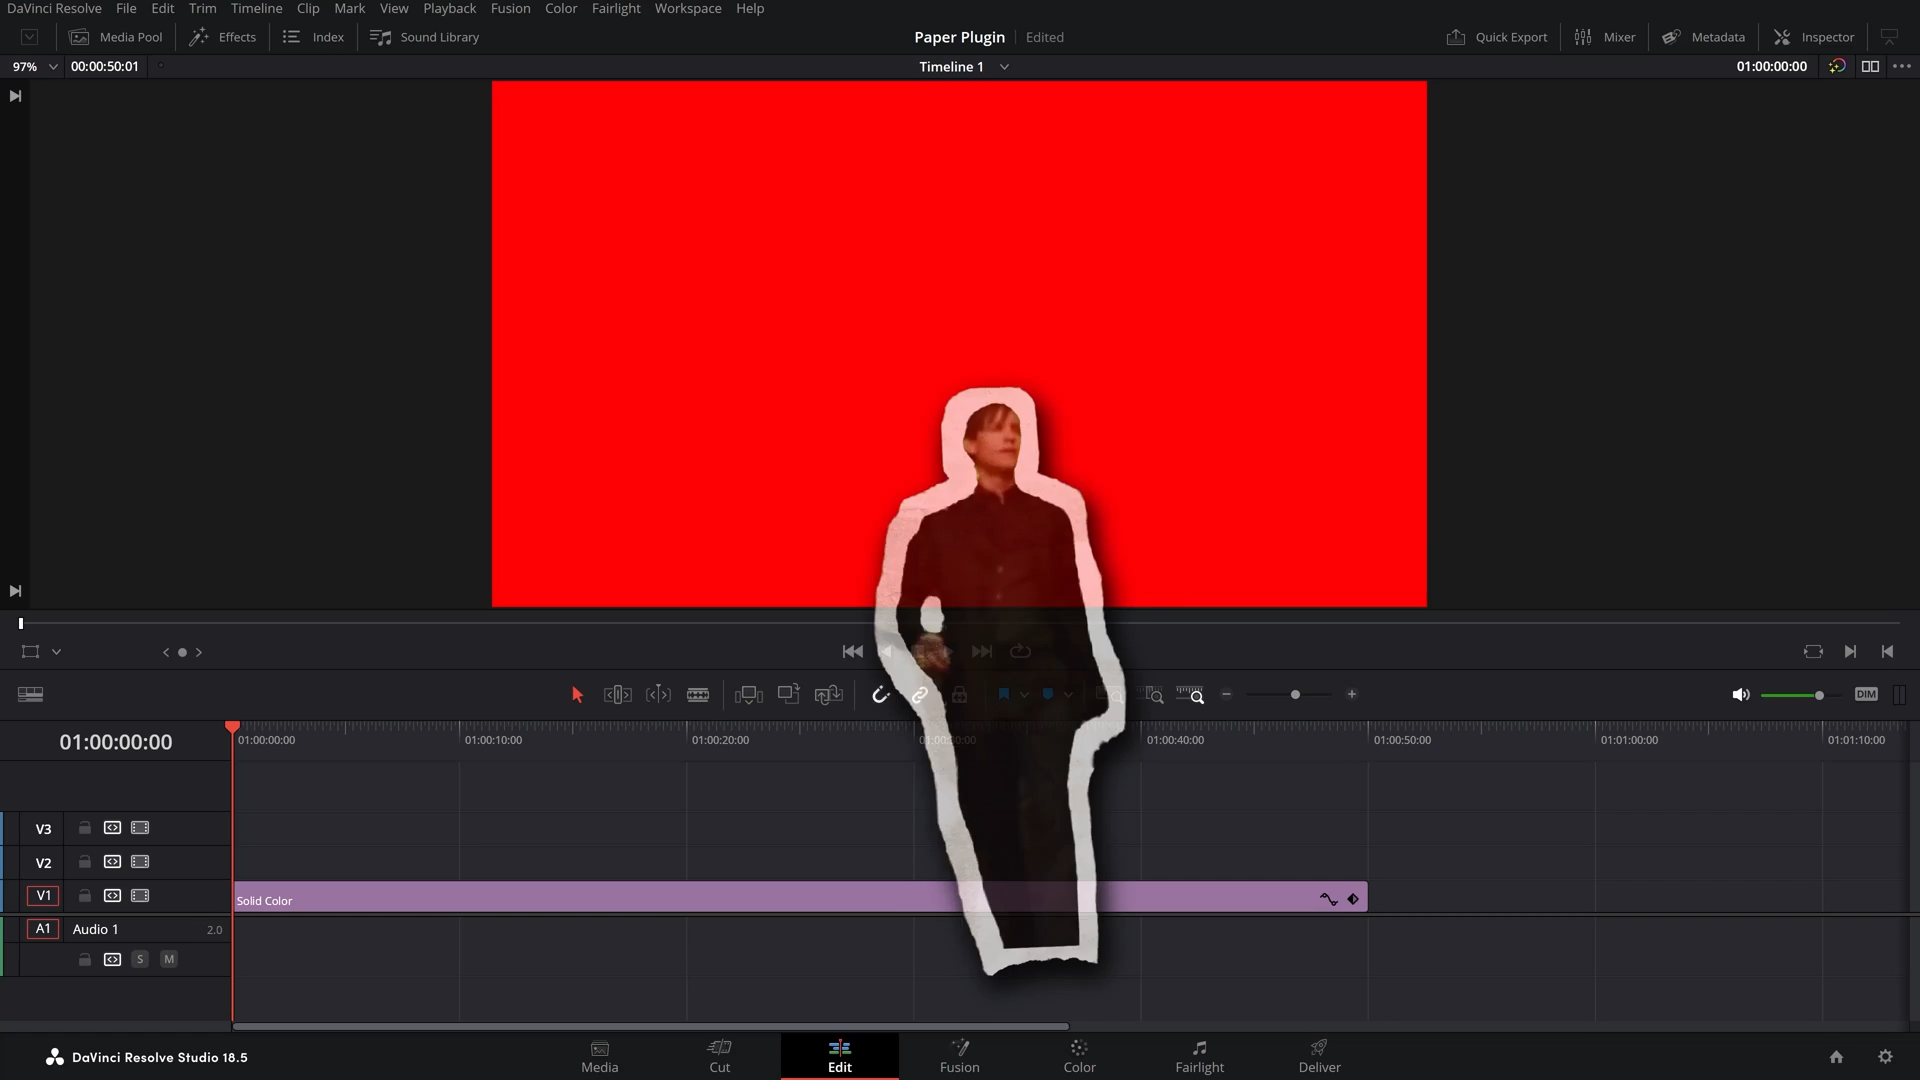 DaVinci Resolve File Edit Trim Timeline Clip Mark View Playback Fusion Color Fairlight Workspace Help
Media Pool Effects Index Sound Library Paper Plugin Edited Quick Export Mixer Metadata Inspector
97% 00:00:50:01 Timeline 1 01:00:00:00
DIM
01:00:00:00 01:00:00:00 01:00:10:00 01:00:20:00 01:00:30:00 01:00:40:00 01:00:50:00 01:01:00:00 01:01:10:00
V3
V2
V1 Solid Color
A1 Audio 1 2.0
S M
DaVinci Resolve Studio 18.5 Media Cut Edit Fusion Color Fairlight Deliver